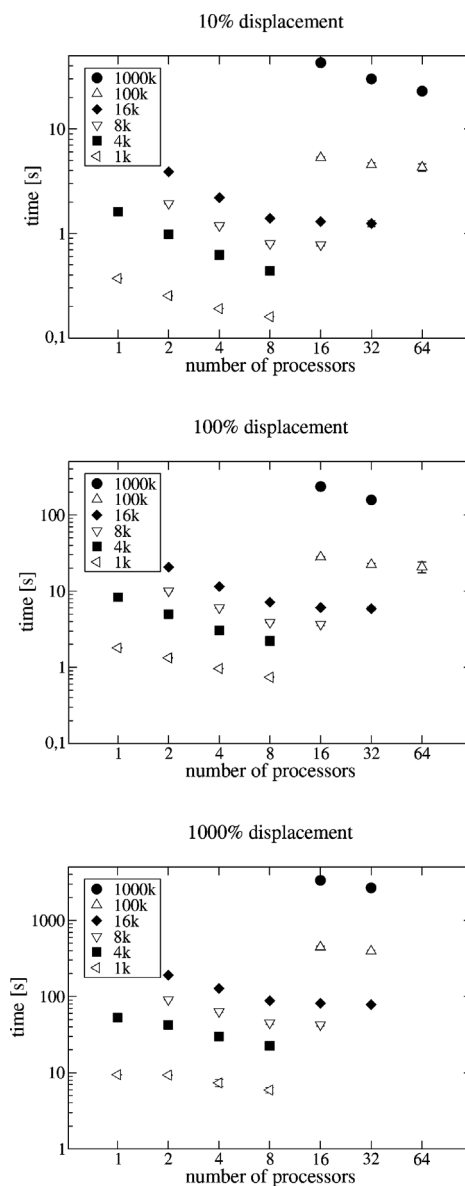 10% displacement
1000k
100k
16k
8k
4k
1k
10
1
0,1
time [s]
1 2 4 8 16 32 64
number of processors
100% displacement
1000k
100k
16k
8k
4k
1k
100
10
1
0,1
time [s]
1 2 4 8 16 32 64
number of processors
1000% displacement
1000k
100k
16k
8k
4k
1k
1000
100
10
1
time [s]
1 2 4 8 16 32 64
number of processors